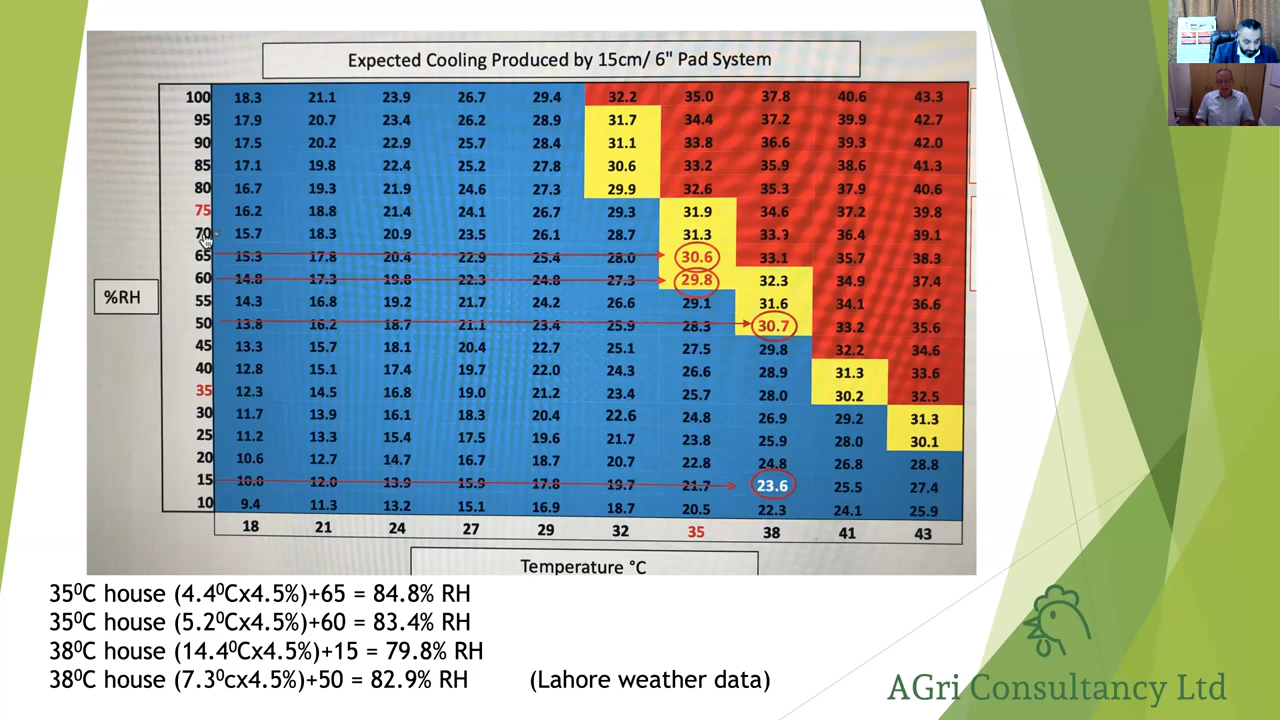 Expected Cooling Produced by 15cm/ 6" Pad System
100 18.3 21.1 23.9 26.7 29.4 32.2 35.0 37.8 40.6 43.3
95 17.9 20.7 23.4 26.2 28.9 31.7 34.4 37.2 39.9 42.7
90 17.5 20.2 22.9 25.7 28.4 31.1 33.8 36.6 39.3 42.0
85 17.1 19.8 22.4 25.2 27.8 30.6 33.2 35.9 38.6 41.3
80 16.7 19.3 21.9 24.6 27.3 29.9 32.6 35.3 37.9 40.6
75 16.2 18.8 21.4 24.1 26.7 29.3 31.9 34.6 37.2 39.8
70 15.7 18.3 20.9 23.5 26.1 28.7 31.3 33.9 36.4 39.1
65 15.3 17.8 20.4 22.9 25.4 28.0 30.6 33.1 35.7 38.3
60 14.8 17.3 19.8 22.3 24.8 27.3 29.8 32.3 34.9 37.4
%RH
55 14.3 16.8 19.2 21.7 24.2 26.6 29.1 31.6 34.1 36.6
50 13.8 16.2 18.7 21.1 23.4 25.9 28.3 30.7 33.2 35.6
45 13.3 15.7 18.1 20.4 22.7 25.1 27.5 29.8 32.2 34.6
40 12.8 15.1 17.4 19.7 22.0 24.3 26.6 28.9 31.3 33.6
35 12.3 14.5 16.8 19.0 21.2 23.4 25.7 28.0 30.2 32.5
30 11.7 13.9 16.1 18.3 20.4 22.6 24.8 26.9 29.2 31.3
25 11.2 13.3 15.4 17.5 19.6 21.7 23.8 25.9 28.0 30.1
20 10.6 12.7 14.7 16.7 18.7 20.7 22.8 24.8 26.8 28.8
15 10.0 12.0 13.9 15.9 17.8 19.7 21.7 23.6 25.5 27.4
10 9.4 11.3 13.2 15.1 16.9 18.7 20.5 22.3 24.1 25.9
18 21 24 27 29 32 35 38 41 43
Temperature °C
35⁰C house (4.4⁰Cx4.5%)+65 = 84.8% RH
35⁰C house (5.2⁰Cx4.5%)+60 = 83.4% RH
38⁰C house (14.4⁰Cx4.5%)+15 = 79.8% RH
38⁰C house (7.3⁰cx4.5%)+50 = 82.9% RH (Lahore weather data)
AGri Consultancy Ltd